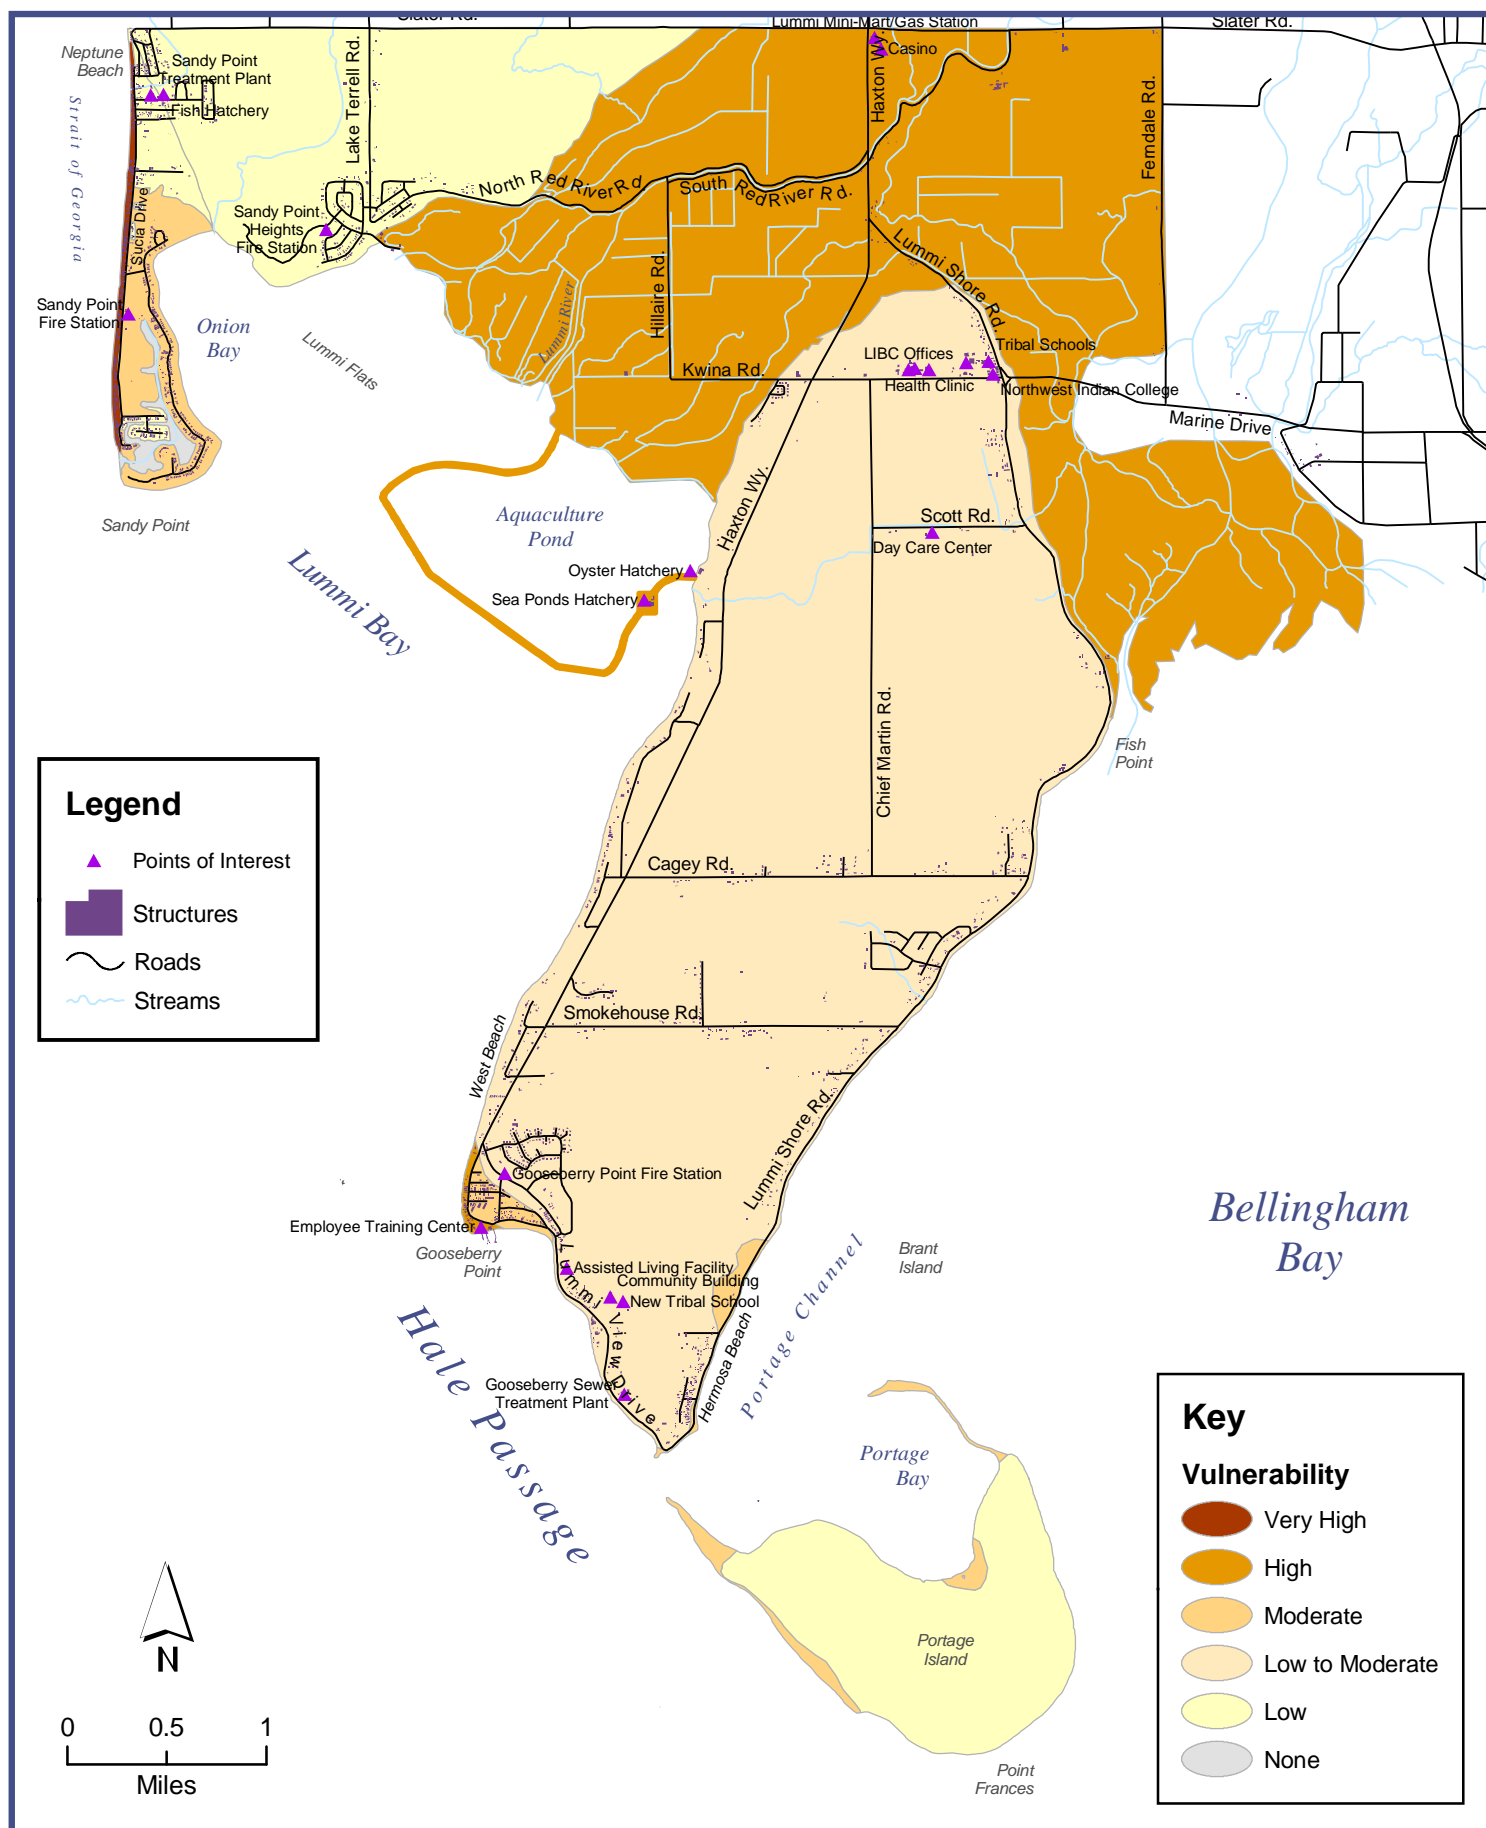 Slater Rd.
Lummi Mini-Mart/Gas Station
Slater Rd.
Neptune
Beach
Sandy Point
Treatment Plant
Fish Hatchery
Casino
Haxton Wy.
Lake Terrell Rd.
Ferndale Rd.
Strait of Georgia
Sucia Drive
North Red River Rd
South Red River Rd.
Sandy Point
Heights
Fire Station
Lummi Shore Rd.
Hillaire Rd.
Lummi River
Sandy Point
Fire Station
Onion
Bay
Lummi Flats
Kwina Rd.
LIBC Offices
Tribal Schools
Health Clinic
Northwest Indian College
Marine Drive
Sandy Point
Aquaculture
Pond
Haxton Wy.
Scott Rd.
Day Care Center
Oyster Hatchery
Sea Ponds Hatchery
Lummi Bay
Chief Martin Rd.
Fish
Point
Legend
Points of Interest
Structures
Roads
Streams
Cagey Rd.
Smokehouse Rd.
West Beach
Lummi Shore Rd.
Gooseberry Point Fire Station
Employee Training Center
Gooseberry
Point
Bellingham
Bay
Brant
Island
Assisted Living Facility
Community Building
New Tribal School
Lummi View Drive
Hermosa Beach
Portage Channel
Hale Passage
Gooseberry Sewer
Treatment Plant
Portage
Bay
Portage
Island
Point
Frances
Key
Vulnerability
Very High
High
Moderate
Low to Moderate
Low
None
N
0 0.5 1
Miles